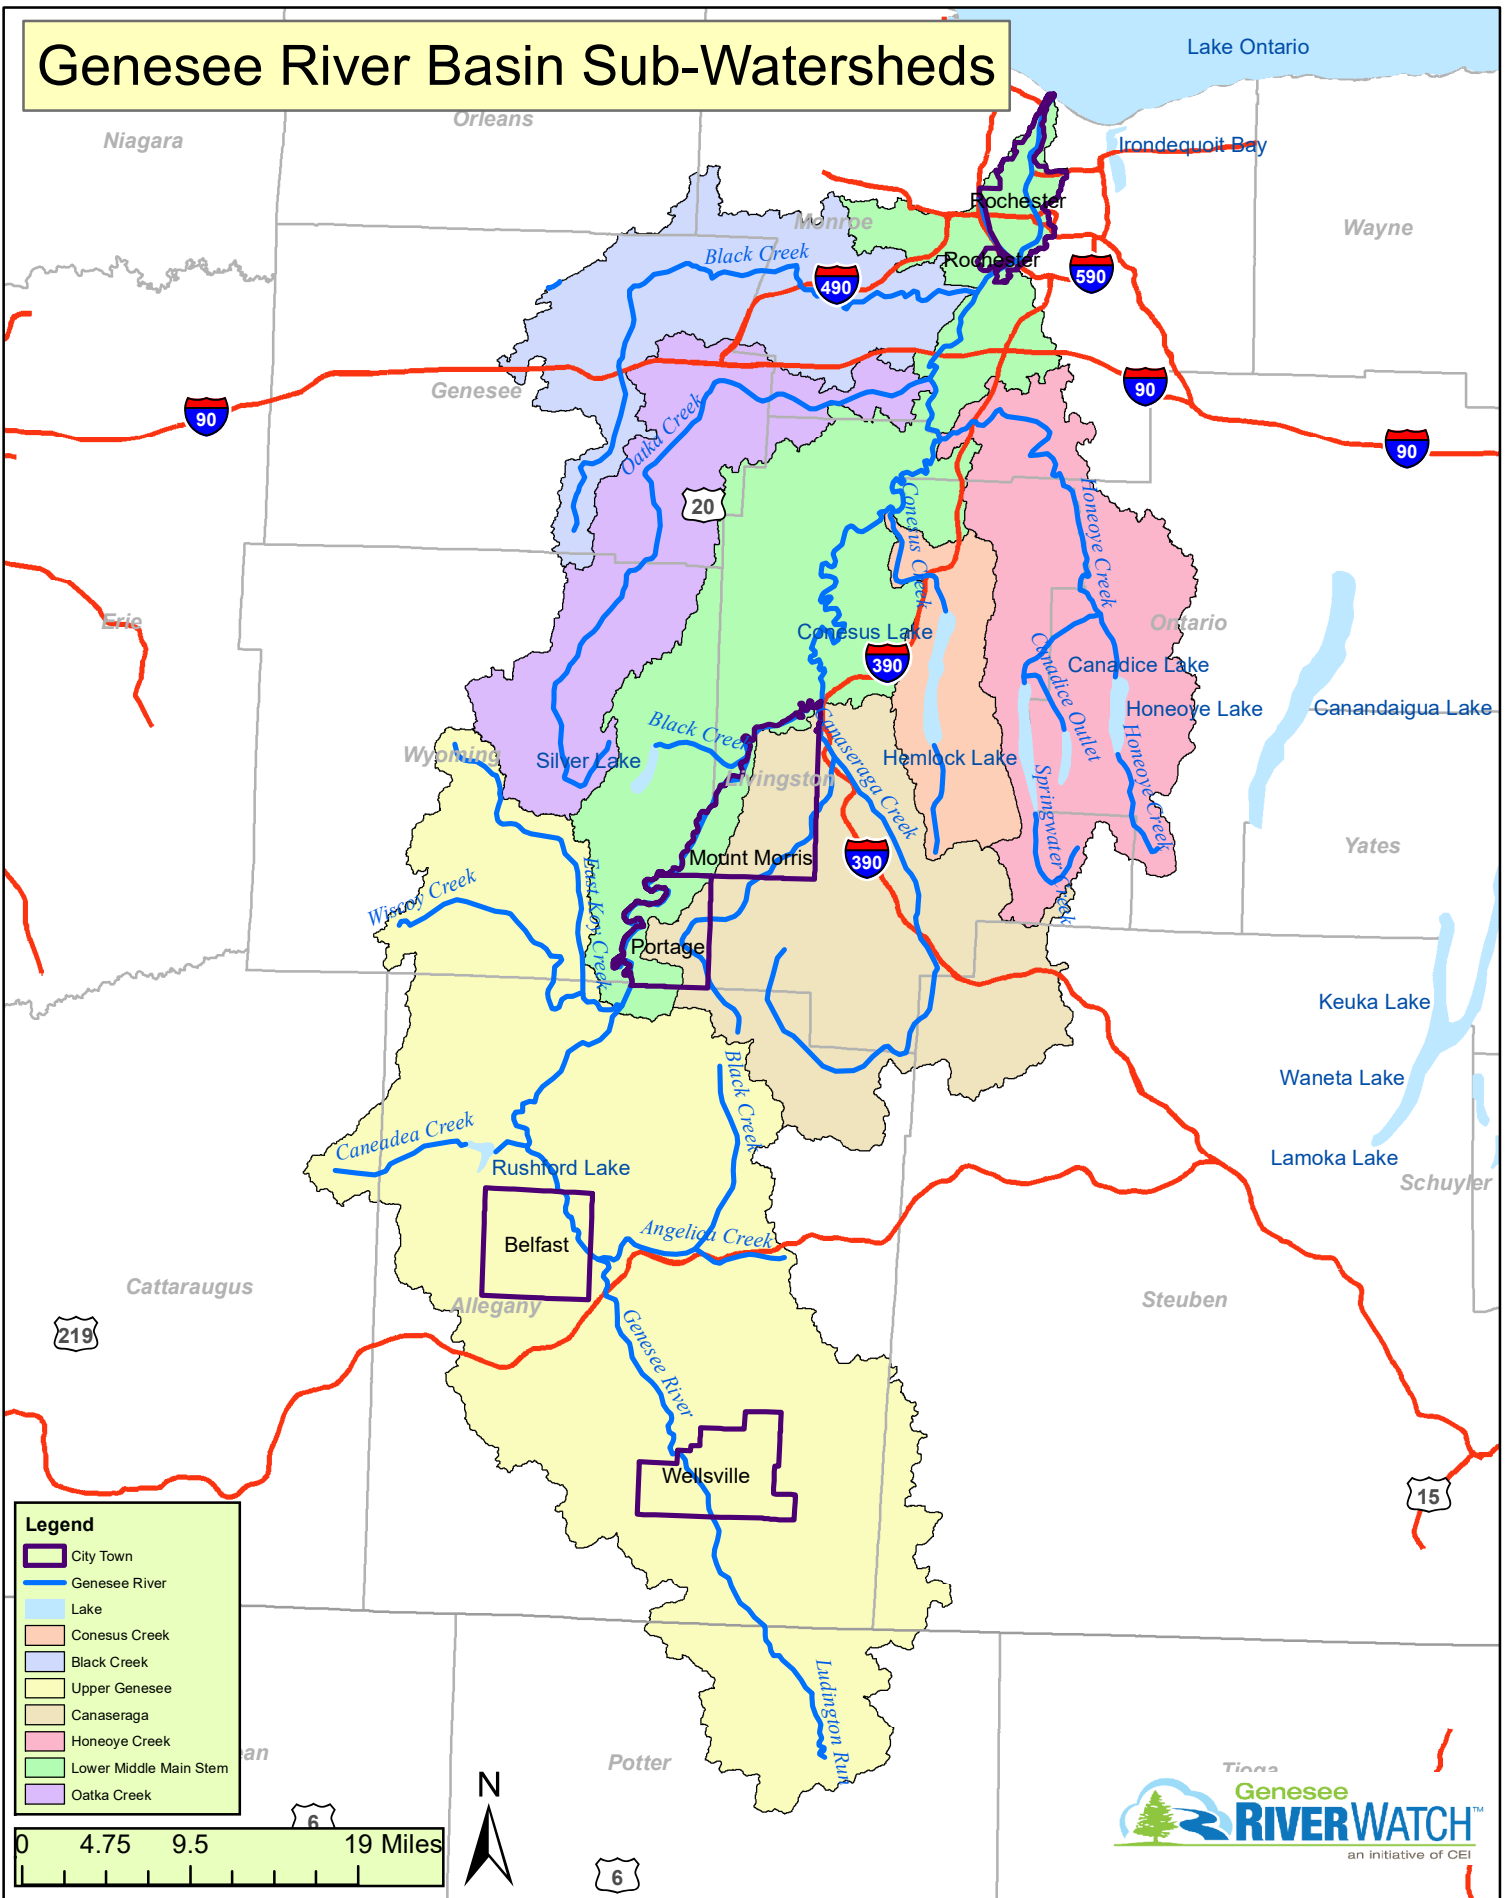 Genesee River Basin Sub-Watersheds
Lake Ontario
Orleans
Niagara
Irondequoit Bay
Rochester
Monroe
Wayne
Black Creek
Rochester
490
590
Genesee
90
90
90
Oatka Creek
20
Conesus Creek
Honeoye Creek
Erie
Conesus Lake
Ontario
390
Canadice Outlet
Canadice Lake
Honeoye Lake
Canandaigua Lake
Black Creek
Canaseraga Creek
Wyoming
Silver Lake
Livingston
Hemlock Lake
Honeoye Creek
Springwater Creek
Mount Morris
390
Yates
Wiscoy Creek
East Koy Creek
Portage
Keuka Lake
Black Creek
Waneta Lake
Caneadea Creek
Rushford Lake
Lamoka Lake
Schuyler
Belfast
Angelica Creek
Cattaraugus
Allegany
Steuben
219
Genesee River
Wellsville
15
Legend
City Town
Genesee River
Lake
Conesus Creek
Black Creek
Upper Genesee
Canaseraga
Honeoye Creek
Lower Middle Main Stem
Oatka Creek
Ludington Run
ean
Potter
Tioga
N
6
0 4.75 9.5 19 Miles
6
Genesee
RIVERWATCH™
an initiative of CEI